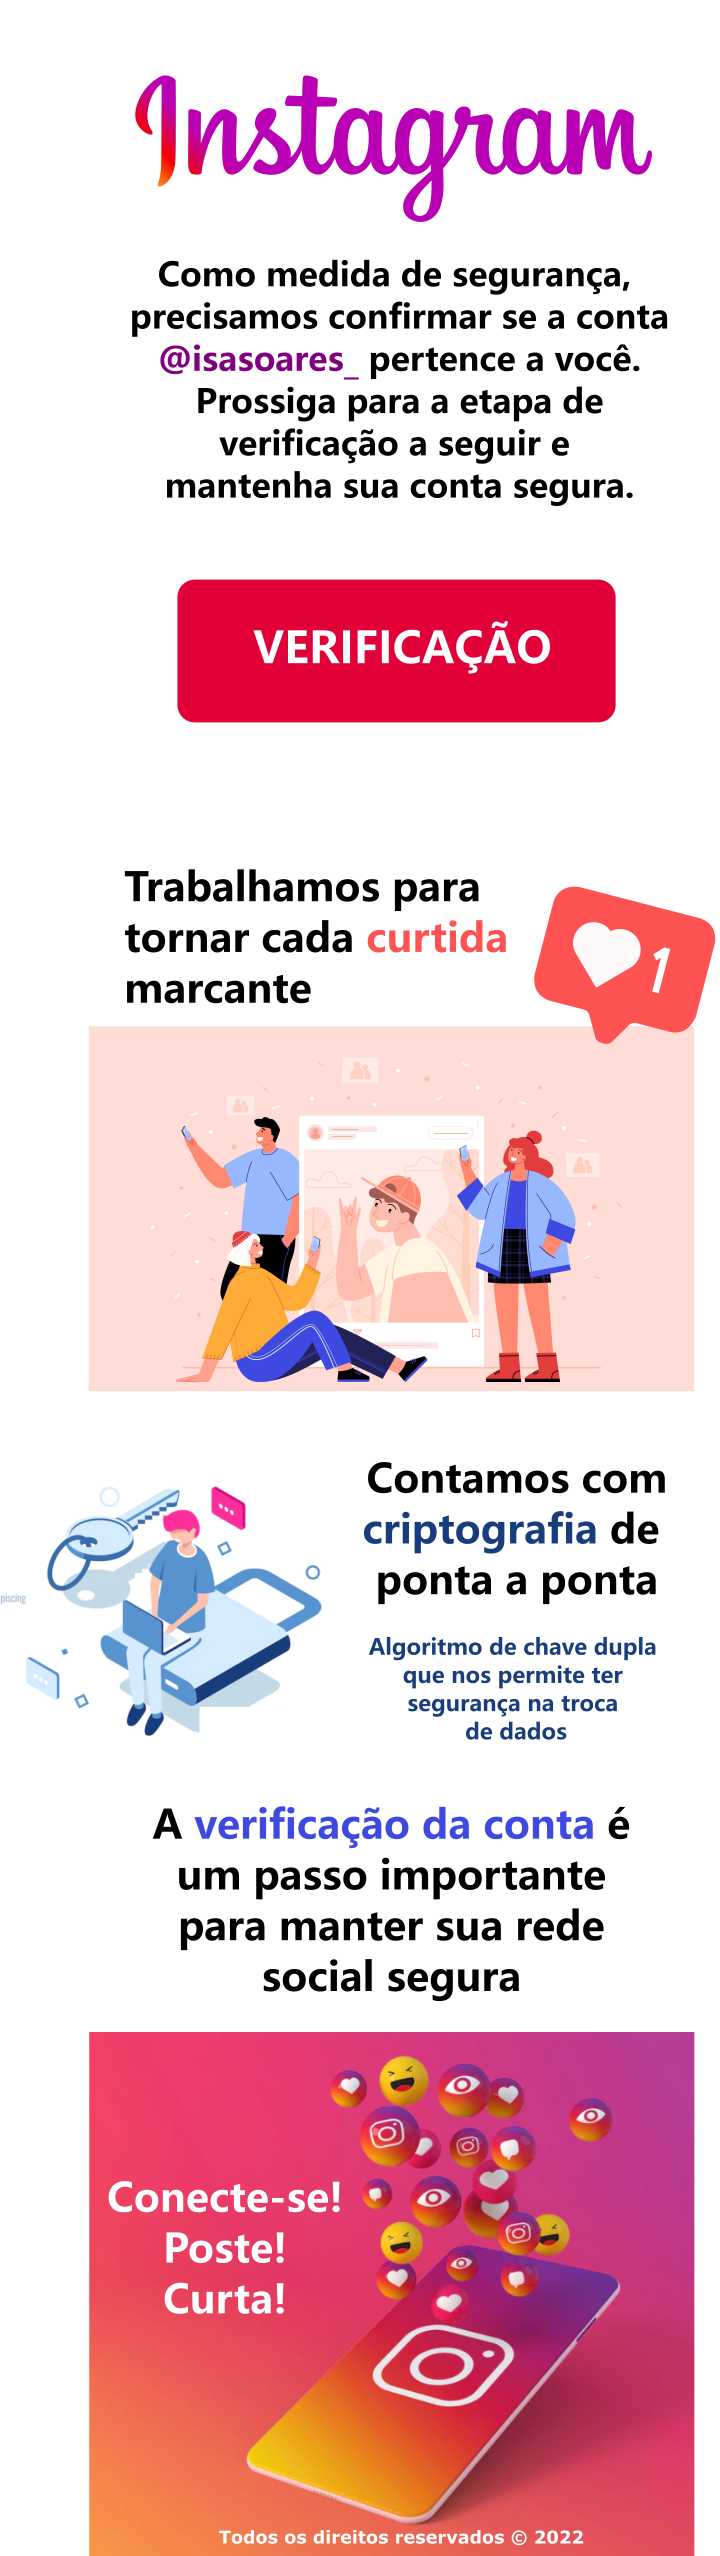 Instagram
Como medida de segurança,
precisamos confirmar se a conta
@isasoares_ pertence a você.
Prossiga para a etapa de
verificação a seguir e
mantenha sua conta segura.
VERIFICAÇÃO
Trabalhamos para
tornar cada curtida
marcante
1
Contamos com
criptografia de
ponta a ponta
piscing
Algoritmo de chave dupla
que nos permite ter
segurança na troca
de dados
A verificação da conta é
um passo importante
para manter sua rede
social segura
Conecte-se!
Poste!
Curta!
Todos os direitos reservados © 2022